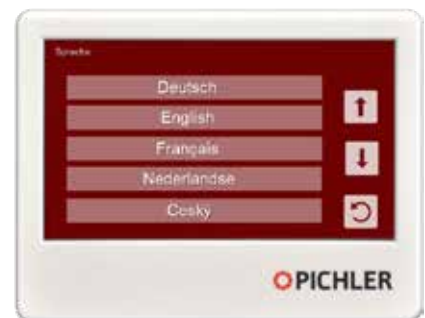 Sprache
Deutsch
English
Français
Nederlandse
Cesky
PICHLER